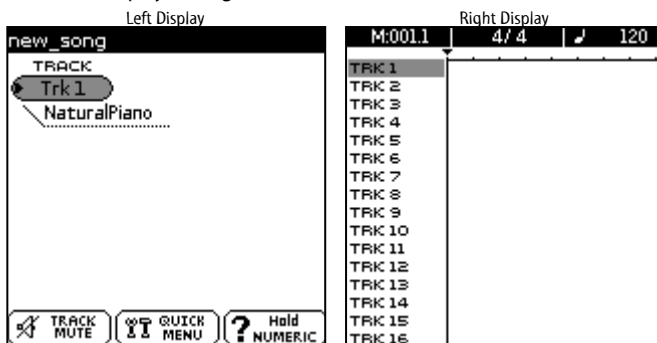 Left Display
new_song
TRACK
Trk 1
NaturalPiano
TRACK MUTE
QUICK MENU
? Hold NUMERIC
Right Display
M:001.1 | 4/4 | ♩ 120
TRK 1
TRK 2
TRK 3
TRK 4
TRK 5
TRK 6
TRK 7
TRK 8
TRK 9
TRK 10
TRK 11
TRK 12
TRK 13
TRK 14
TRK 15
TRK 16